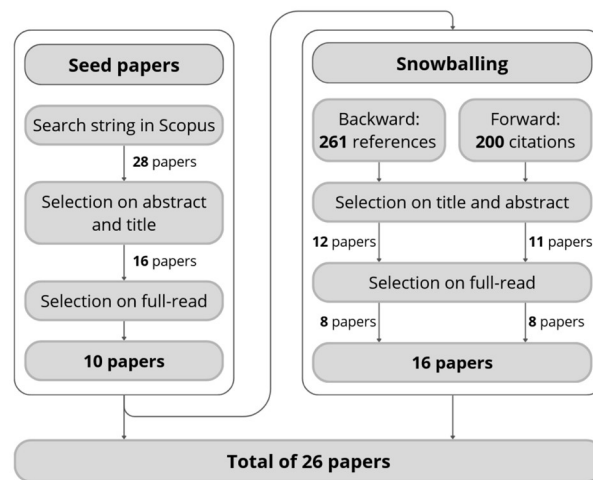 Seed papers
Search string in Scopus
28 papers
Selection on abstract
and title
16 papers
Selection on full-read
10 papers
Snowballing
Backward:
261 references
Forward:
200 citations
Selection on title and abstract
12 papers
11 papers
Selection on full-read
8 papers
8 papers
16 papers
Total of 26 papers